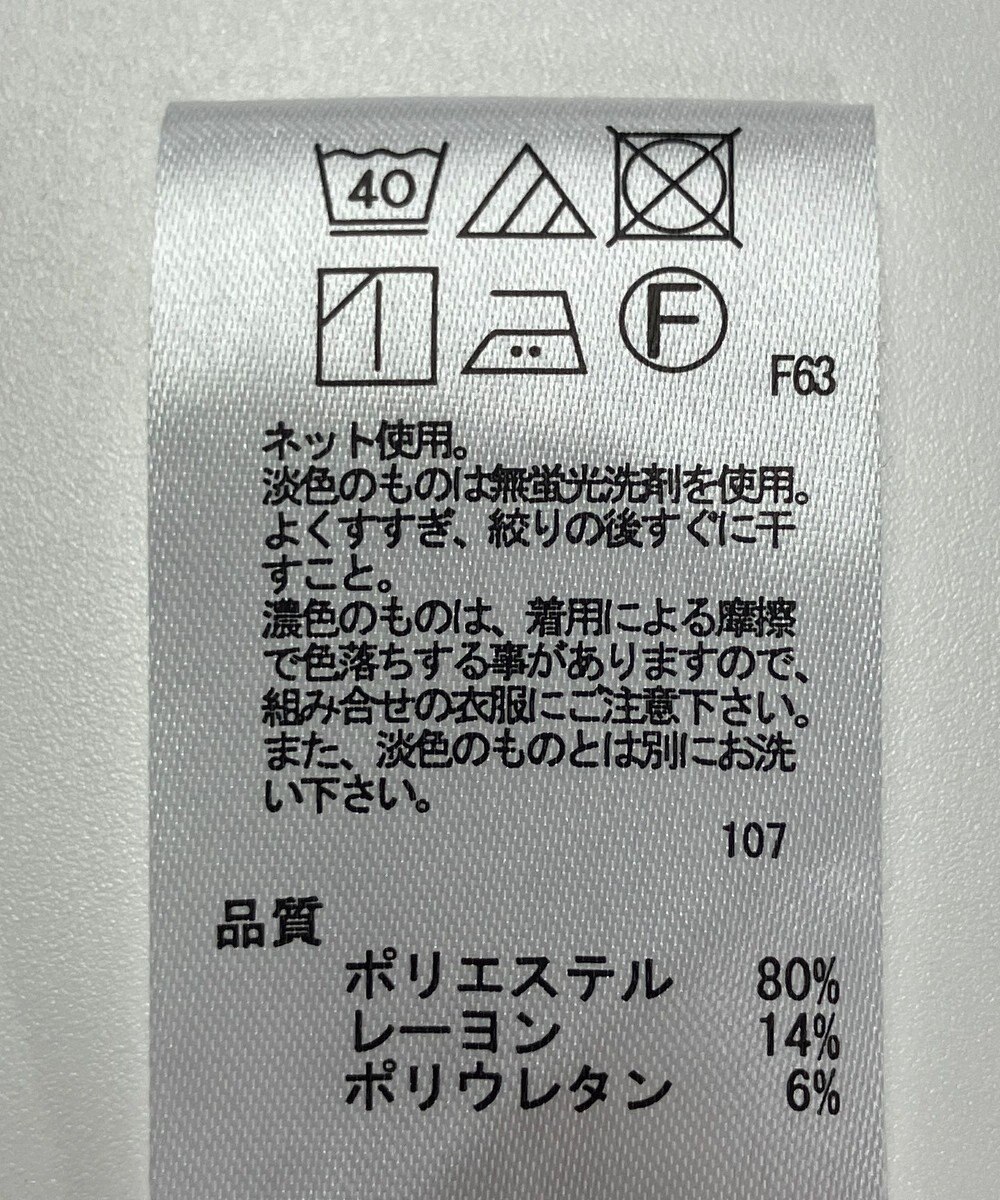 40
F
F63
ネット使用。
淡色のものは無蛍光洗剤を使用。
よくすすぎ、絞りの後すぐに干
すこと。
濃色のものは、着用による摩擦
で色落ちする事がありますので、
組み合せの衣服にご注意下さい。
また、淡色のものとは別にお洗
い下さい。
107
品質
ポリエステル 80%
レーヨン 14%
ポリウレタン 6%